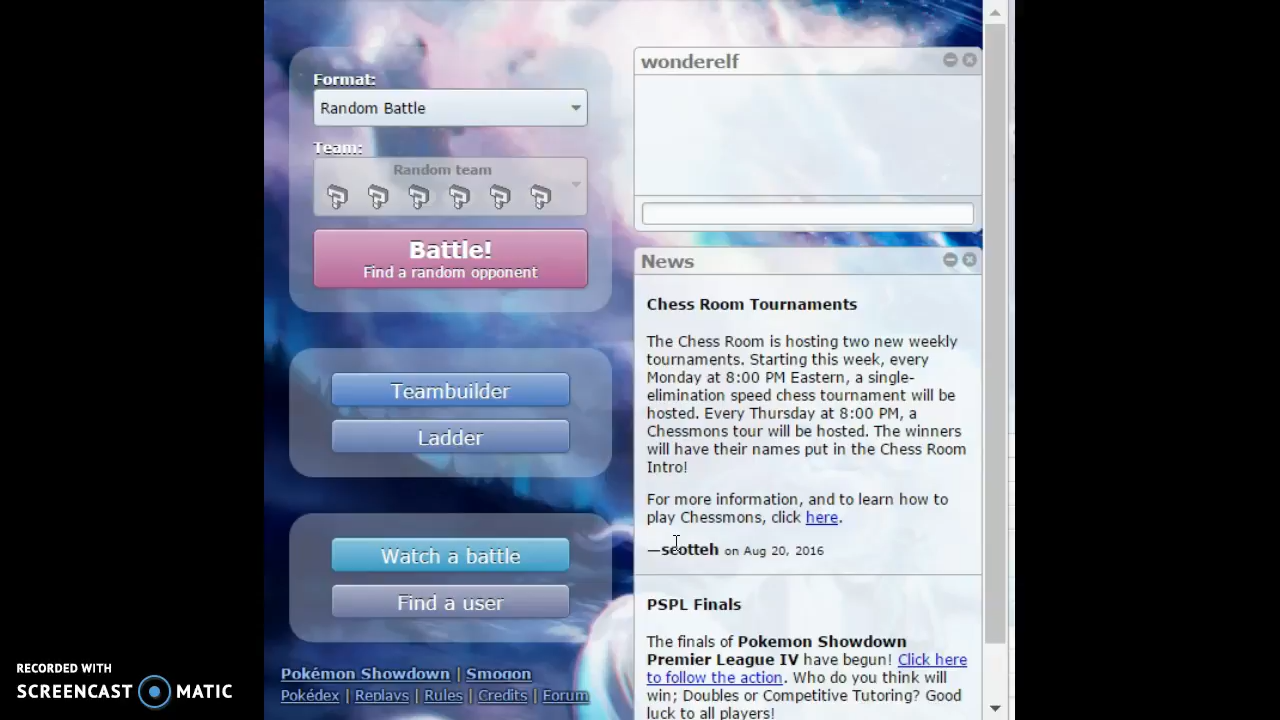 Format:
Random Battle
Team:
Random team
Battle!
Find a random opponent
Teambuilder
Ladder
Watch a battle
Find a user
Pokémon Showdown | Smogon
Pokédex | Replays | Rules | Credits | Forum
wonderelf
News
Chess Room Tournaments
The Chess Room is hosting two new weekly
tournaments. Starting this week, every
Monday at 8:00 PM Eastern, a single-
elimination speed chess tournament will be
hosted. Every Thursday at 8:00 PM, a
Chessmons tour will be hosted. The winners
will have their names put in the Chess Room
Intro!
For more information, and to learn how to
play Chessmons, click here.
—scotteh on Aug 20, 2016
PSPL Finals
The finals of Pokemon Showdown
Premier League IV have begun! Click here
to follow the action. Who do you think will
win; Doubles or Competitive Tutoring? Good
luck to all players!
RECORDED WITH
SCREENCAST MATIC